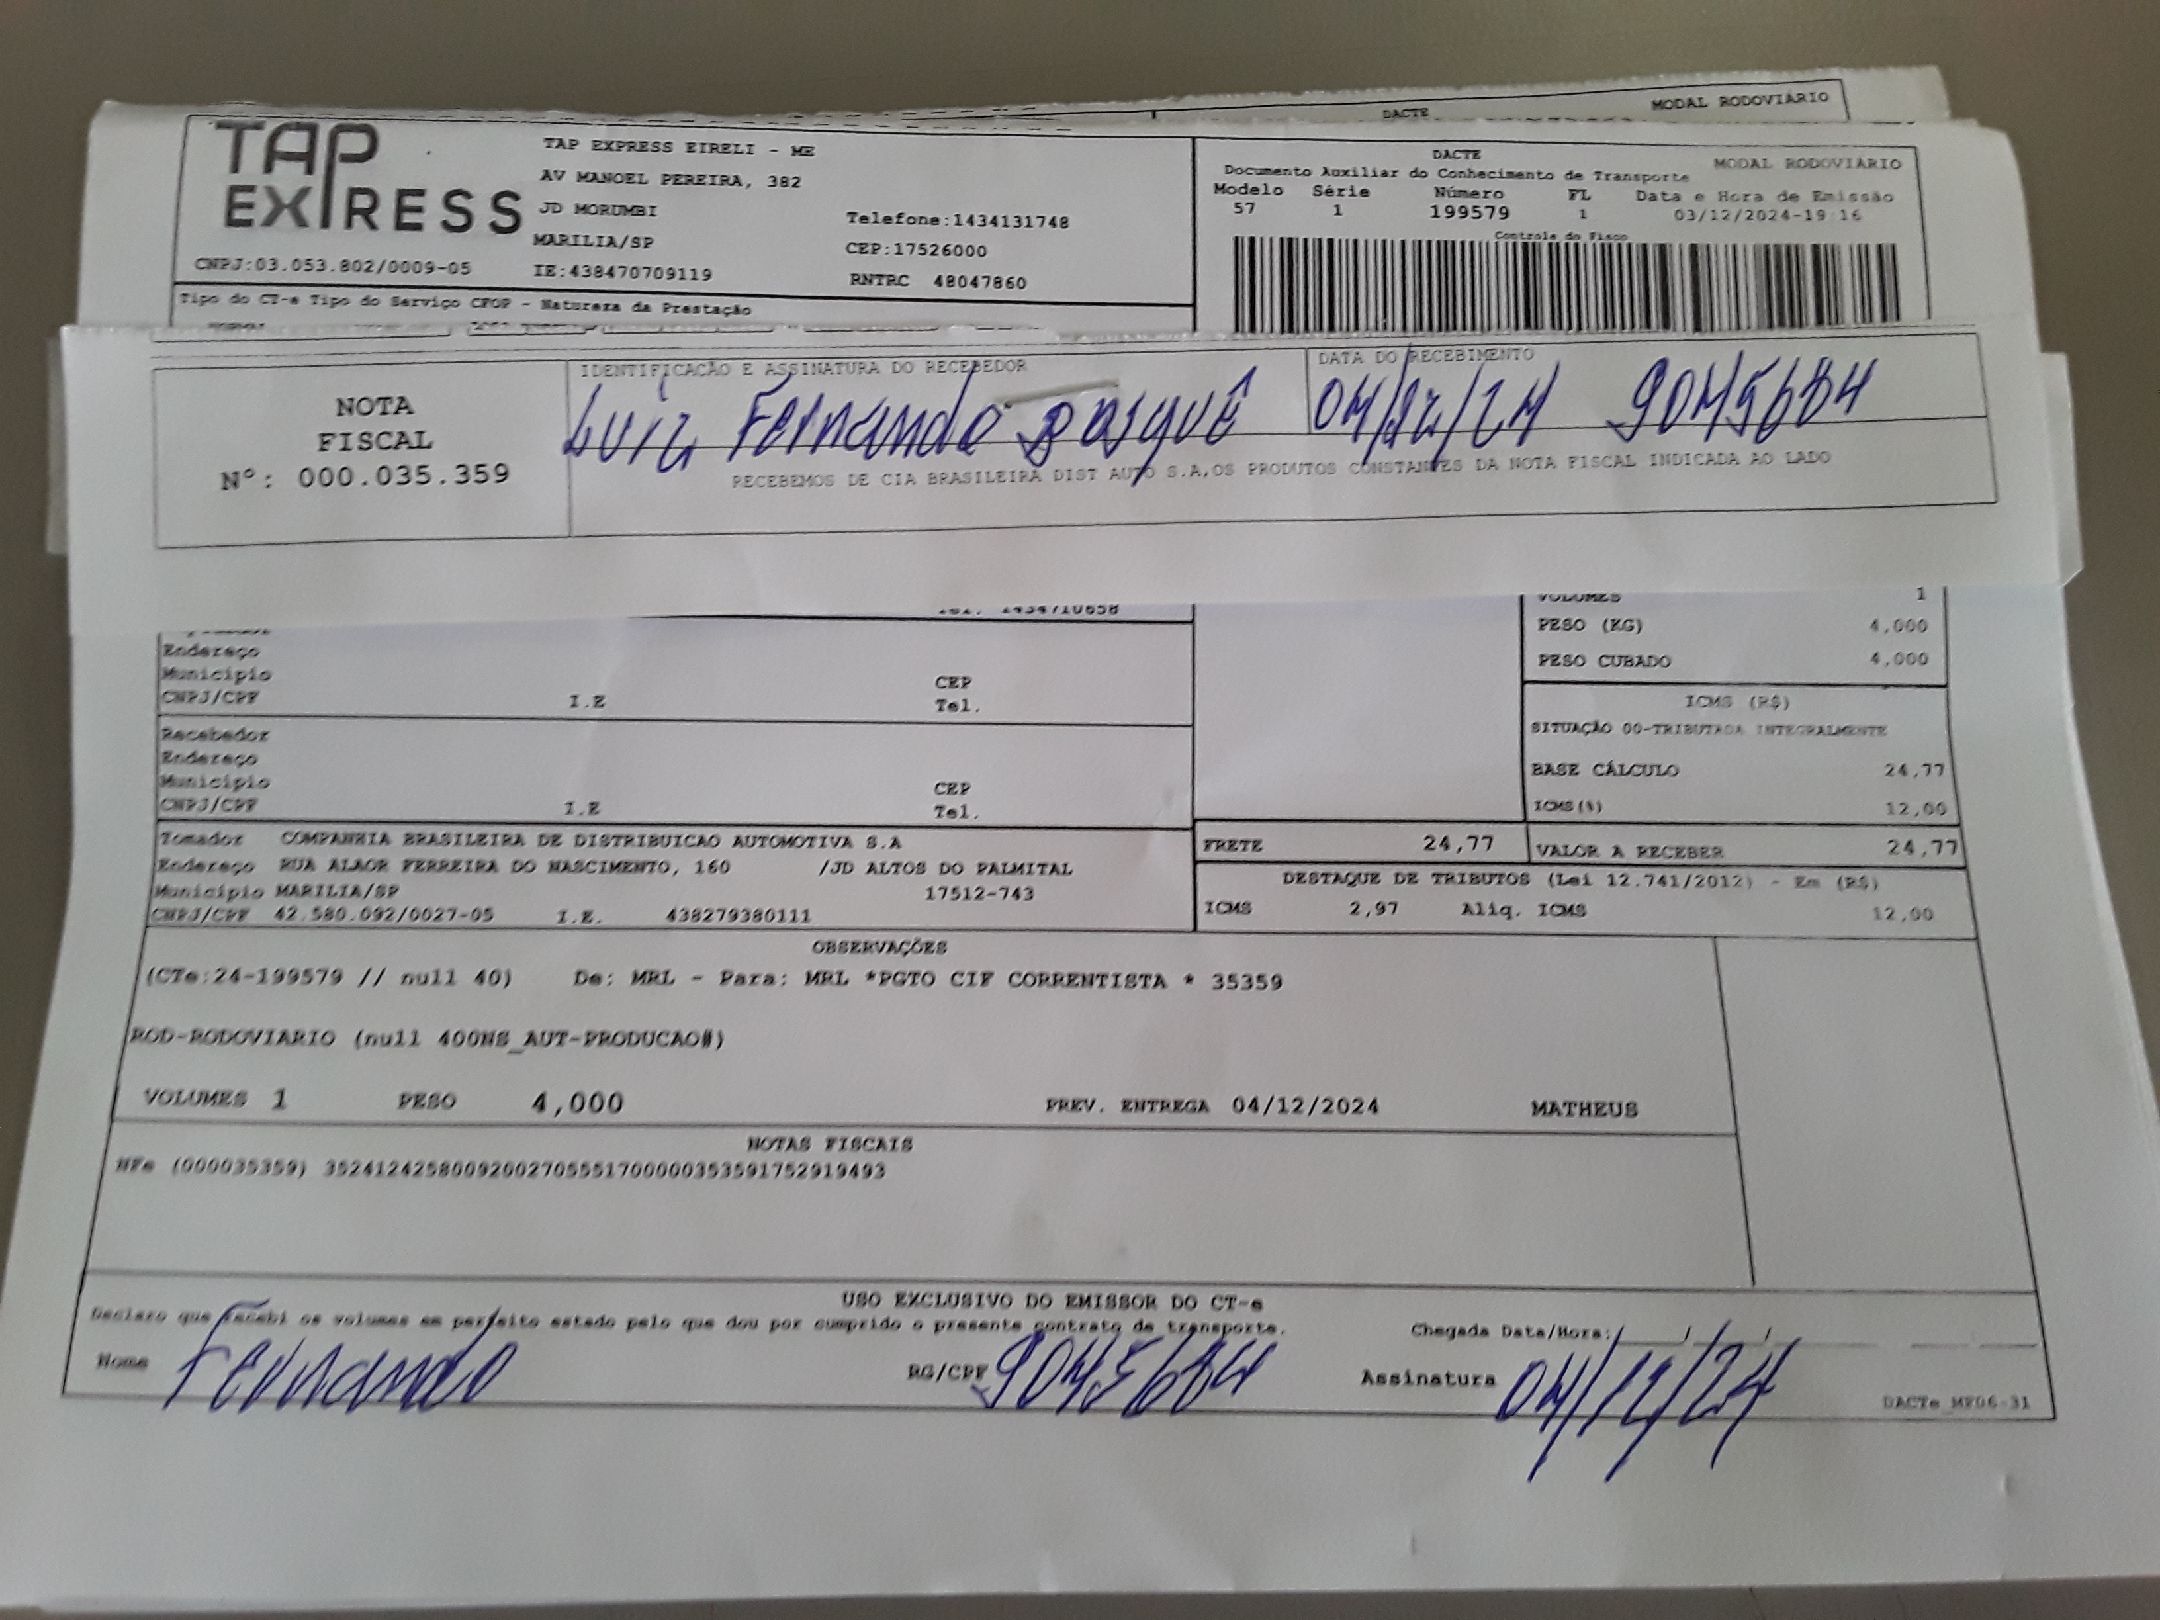 DACTE MODAL RODOVIÁRIO
TAP EXPRESS
TAP EXPRESS EIRELI - ME
AV MANOEL PEREIRA, 382
JD MORUMBI Telefone:1434131748
MARILIA/SP CEP:17526000
CNPJ:03.053.802/0009-05 IE:438470709119 RNTRC 48047860
Tipo do CT-e Tipo do Serviço CFOP - Natureza da Prestação
DACTE MODAL RODOVIÁRIO
Documento Auxiliar do Conhecimento de Transporte
Modelo Série Número FL Data e Hora de Emissão
57 1 199579 1 03/12/2024-19:16
Controle do Fisco
NOTA
FISCAL
Nº: 000.035.359
IDENTIFICAÇÃO E ASSINATURA DO RECEBEDOR
Luiz Fernando
DATA DO RECEBIMENTO
04/12/24 9045684
RECEBEMOS DE CIA BRASILEIRA DIST AUTO S.A,OS PRODUTOS CONSTANTES DA NOTA FISCAL INDICADA AO LADO
Tel. 1434710658
Endereço
Município CEP
CNPJ/CPF I.E Tel.
Recebedor
Endereço
Município CEP
CNPJ/CPF I.E Tel.
Tomador COMPANHIA BRASILEIRA DE DISTRIBUICAO AUTOMOTIVA S.A
Endereço RUA ALAOR FERREIRA DO NASCIMENTO, 160 /JD ALTOS DO PALMITAL
Município MARILIA/SP 17512-743
CNPJ/CPF 42.580.092/0027-05 I.E. 438279380111
VOLUMES 1
PESO (KG) 4,000
PESO CUBADO 4,000
ICMS (R$)
SITUAÇÃO 00-TRIBUTADA INTEGRALMENTE
BASE CÁLCULO 24,77
ICMS(%) 12,00
FRETE 24,77 VALOR A RECEBER 24,77
DESTAQUE DE TRIBUTOS (Lei 12.741/2012) - Em (R$)
ICMS 2,97 Aliq. ICMS 12,00
OBSERVAÇÕES
(CTe:24-199579 // null 40) De: MRL - Para: MRL *PGTO CIF CORRENTISTA * 35359
ROD-RODOVIARIO (null 400NS_AUT-PRODUCAO#)
VOLUMES 1 PESO 4,000 PREV. ENTREGA 04/12/2024 MATHEUS
NOTAS FISCAIS
NFe (000035359) 35241242580092002705551700000353591752919493
USO EXCLUSIVO DO EMISSOR DO CT-e
Declaro que recebi os volumes em perfeito estado pelo que dou por cumprido o presente contrato de transporte.
Chegada Data/Hora:____/____/____ ____ ____
Nome Fernando RG/CPF 9045684 Assinatura 04/12/24
DACTe_MF06-31